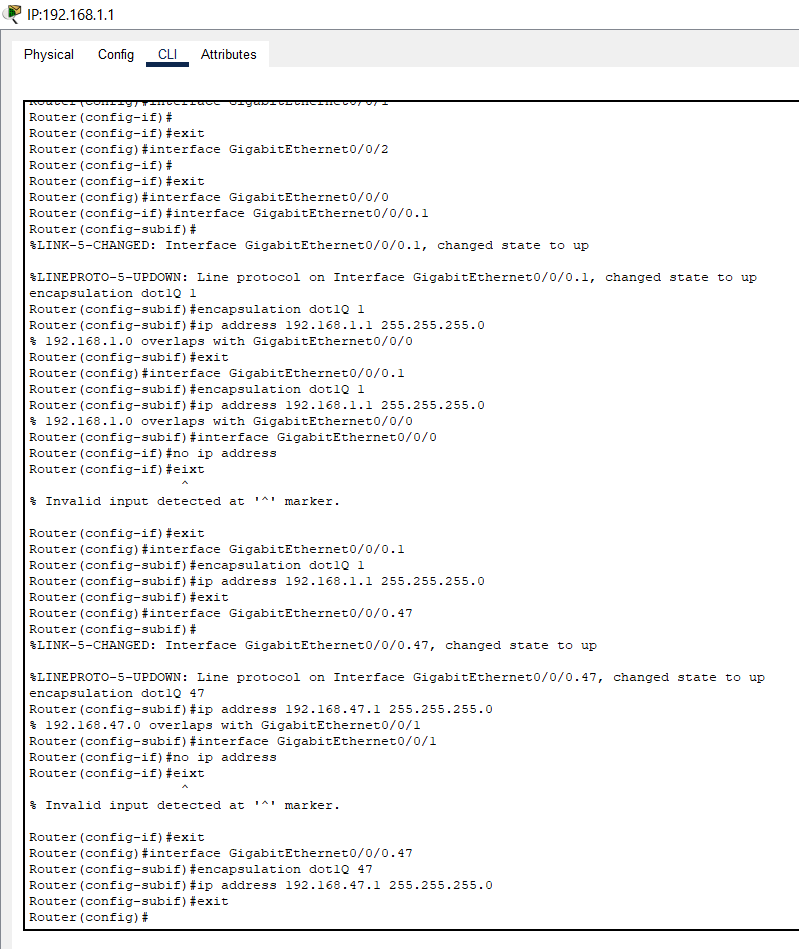 IP:192.168.1.1
Physical Config CLI Attributes
Router(config)#interface GigabitEthernet0/0/1
Router(config-if)#
Router(config-if)#exit
Router(config)#interface GigabitEthernet0/0/2
Router(config-if)#
Router(config-if)#exit
Router(config)#interface GigabitEthernet0/0/0
Router(config-if)#interface GigabitEthernet0/0/0.1
Router(config-subif)#
%LINK-5-CHANGED: Interface GigabitEthernet0/0/0.1, changed state to up
%LINEPROTO-5-UPDOWN: Line protocol on Interface GigabitEthernet0/0/0.1, changed state to up
encapsulation dot1Q 1
Router(config-subif)#encapsulation dot1Q 1
Router(config-subif)#ip address 192.168.1.1 255.255.255.0
% 192.168.1.0 overlaps with GigabitEthernet0/0/0
Router(config-subif)#exit
Router(config)#interface GigabitEthernet0/0/0.1
Router(config-subif)#encapsulation dot1Q 1
Router(config-subif)#ip address 192.168.1.1 255.255.255.0
% 192.168.1.0 overlaps with GigabitEthernet0/0/0
Router(config-subif)#interface GigabitEthernet0/0/0
Router(config-if)#no ip address
Router(config-if)#eixt
^
% Invalid input detected at '^' marker.
Router(config-if)#exit
Router(config)#interface GigabitEthernet0/0/0.1
Router(config-subif)#encapsulation dot1Q 1
Router(config-subif)#ip address 192.168.1.1 255.255.255.0
Router(config-subif)#exit
Router(config)#interface GigabitEthernet0/0/0.47
Router(config-subif)#
%LINK-5-CHANGED: Interface GigabitEthernet0/0/0.47, changed state to up
%LINEPROTO-5-UPDOWN: Line protocol on Interface GigabitEthernet0/0/0.47, changed state to up
encapsulation dot1Q 47
Router(config-subif)#ip address 192.168.47.1 255.255.255.0
% 192.168.47.0 overlaps with GigabitEthernet0/0/1
Router(config-subif)#interface GigabitEthernet0/0/1
Router(config-if)#no ip address
Router(config-if)#eixt
^
% Invalid input detected at '^' marker.
Router(config-if)#exit
Router(config)#interface GigabitEthernet0/0/0.47
Router(config-subif)#encapsulation dot1Q 47
Router(config-subif)#ip address 192.168.47.1 255.255.255.0
Router(config-subif)#exit
Router(config)#